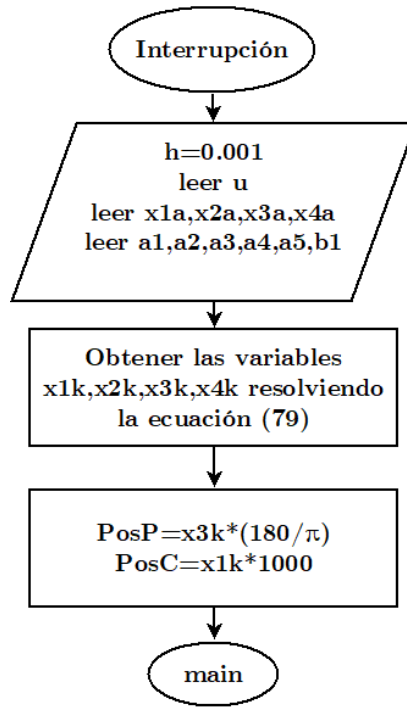 Interrupción
h=0.001
leer u
leer x1a,x2a,x3a,x4a
leer a1,a2,a3,a4,a5,b1
Obtener las variables
x1k,x2k,x3k,x4k resolviendo
la ecuación (79)
PosP=x3k*(180/π)
PosC=x1k*1000
main